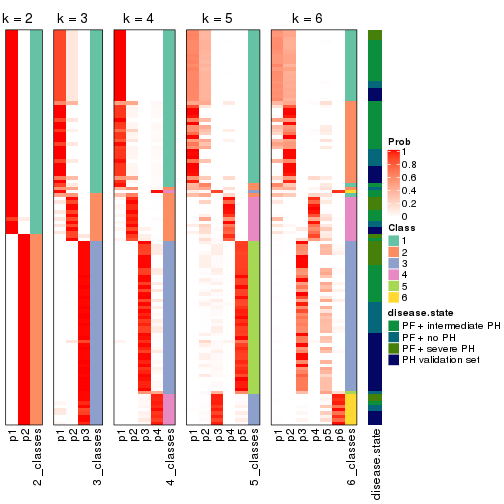 k = 2
k = 3
k = 4
k = 5
k = 6
Prob
1
0.8
0.6
0.4
0.2
0
Class
1
2
3
4
5
6
disease.state
PF + intermediate PH
PF + no PH
PF + severe PH
PH validation set
p1
p2
2_classes
p1
p2
p3
3_classes
p1
p2
p3
p4
4_classes
p1
p2
p3
p4
p5
5_classes
p1
p2
p3
p4
p5
p6
6_classes
disease.state